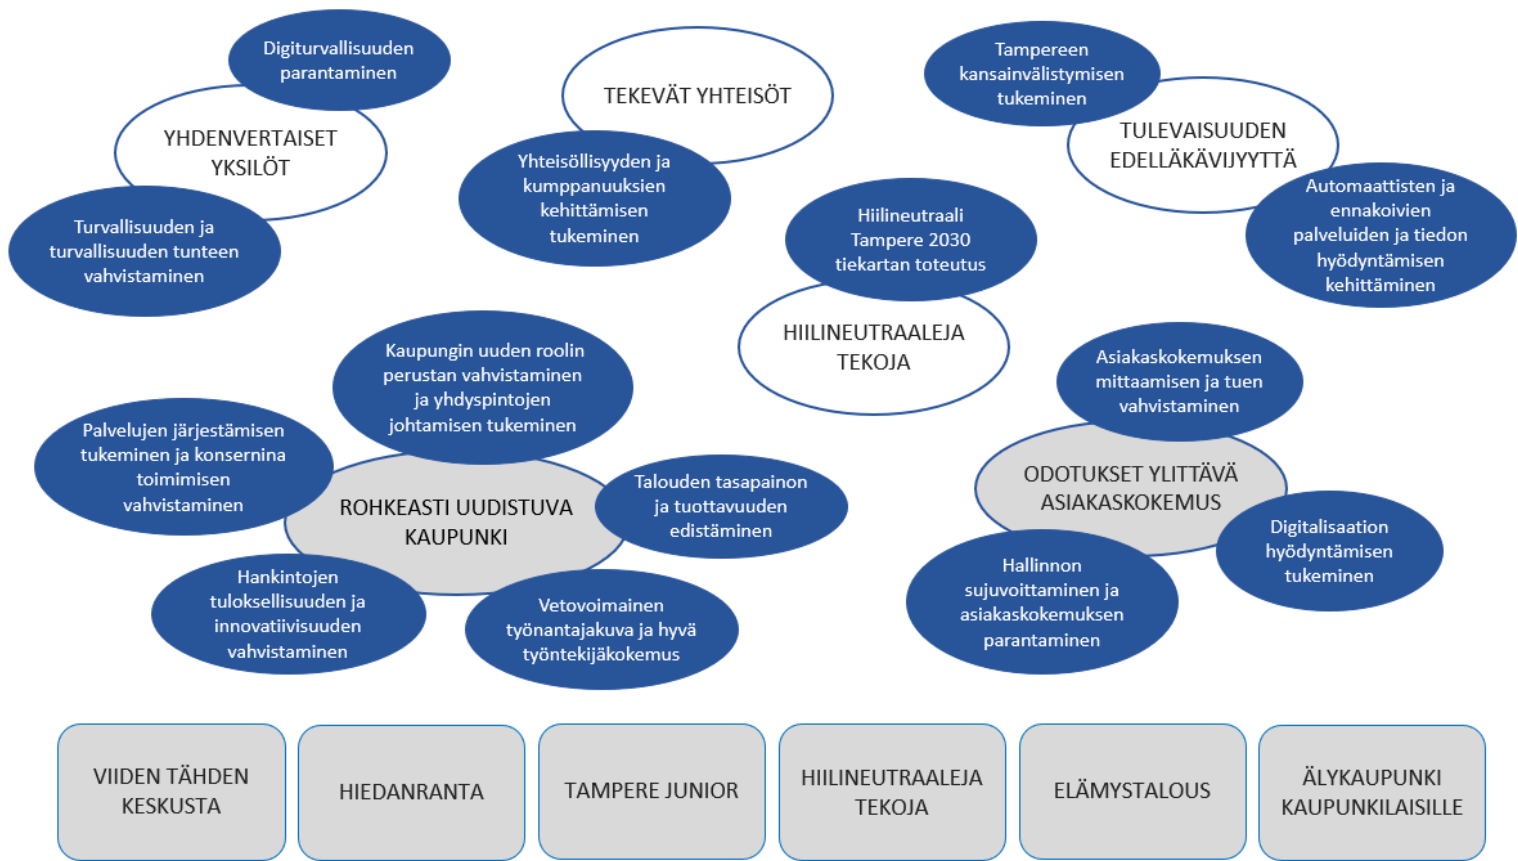 Digiturvallisuuden
parantaminen
YHDENVERTAISET
YKSILÖT
Turvallisuuden ja
turvallisuuden tunteen
vahvistaminen
TEKEVÄT YHTEISÖT
Yhteisöllisyyden ja
kumppanuuksien
kehittämisen
tukeminen
Tampereen
kansainvälistymisen
tukeminen
TULEVAISUUDEN
EDELLÄKÄVIJYYTTÄ
Automaattisten ja
ennakoivien
palveluiden ja tiedon
hyödyntämisen
kehittäminen
Hiilineutraali
Tampere 2030
tiekartan toteutus
HIILINEUTRAALEJA
TEKOJA
Kaupungin uuden roolin
perustan vahvistaminen
ja yhdyspintojen
johtamisen tukeminen
Palvelujen järjestämisen
tukeminen ja konsernina
toimimisen
vahvistaminen
ROHKEASTI UUDISTUVA
KAUPUNKI
Talouden tasapainon
ja tuottavuuden
edistäminen
Hankintojen
tuloksellisuuden ja
innovatiivisuuden
vahvistaminen
Vetovoimainen
työnantajakuva ja hyvä
työntekijäkokemus
Asiakaskokemuksen
mittaamisen ja tuen
vahvistaminen
ODOTUKSET YLITTÄVÄ
ASIAKASKOKEMUS
Digitalisaation
hyödyntämisen
tukeminen
Hallinnon
sujuvoittaminen ja
asiakaskokemuksen
parantaminen
VIIDEN TÄHDEN
KESKUSTA
HIEDANRANTA
TAMPERE JUNIOR
HIILINEUTRAALEJA
TEKOJA
ELÄMYSTALOUS
ÄLYKAUPUNKI
KAUPUNKILAISILLE